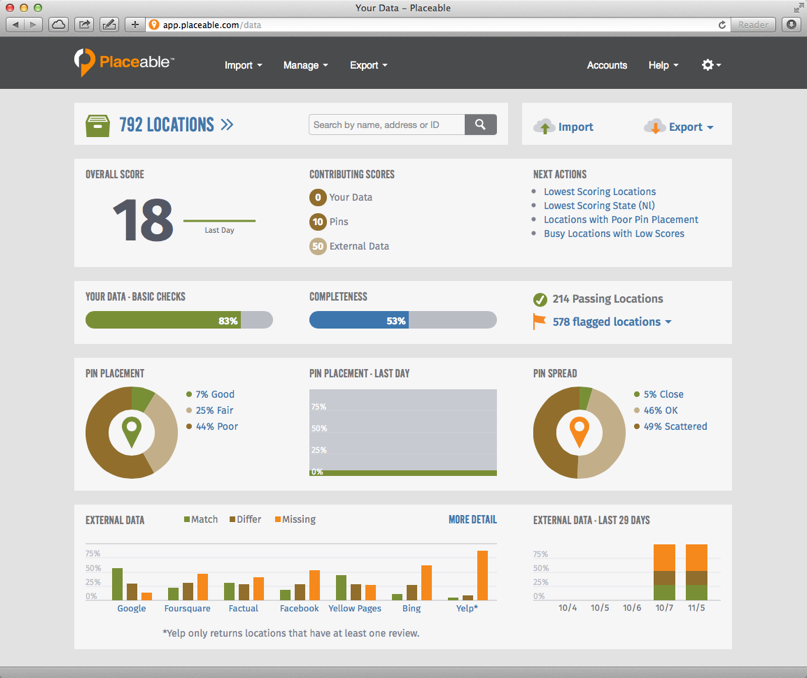 Your Data – Placeable
app.placeable.com/data
Reader
Placeable™
Import
Manage
Export
Accounts
Help
792 LOCATIONS
Search by name, address or ID
Import
Export
OVERALL SCORE
18
Last Day
CONTRIBUTING SCORES
0 Your Data
10 Pins
50 External Data
NEXT ACTIONS
Lowest Scoring Locations
Lowest Scoring State (NI)
Locations with Poor Pin Placement
Busy Locations with Low Scores
YOUR DATA - BASIC CHECKS
83%
COMPLETENESS
53%
214 Passing Locations
578 flagged locations
PIN PLACEMENT
7% Good
25% Fair
44% Poor
PIN PLACEMENT - LAST DAY
75%
50%
25%
0%
PIN SPREAD
5% Close
46% OK
49% Scattered
EXTERNAL DATA
Match
Differ
Missing
MORE DETAIL
75%
50%
25%
0%
Google
Foursquare
Factual
Facebook
Yellow Pages
Bing
Yelp*
*Yelp only returns locations that have at least one review.
EXTERNAL DATA - LAST 29 DAYS
75%
50%
25%
0%
10/4
10/5
10/6
10/7
11/5